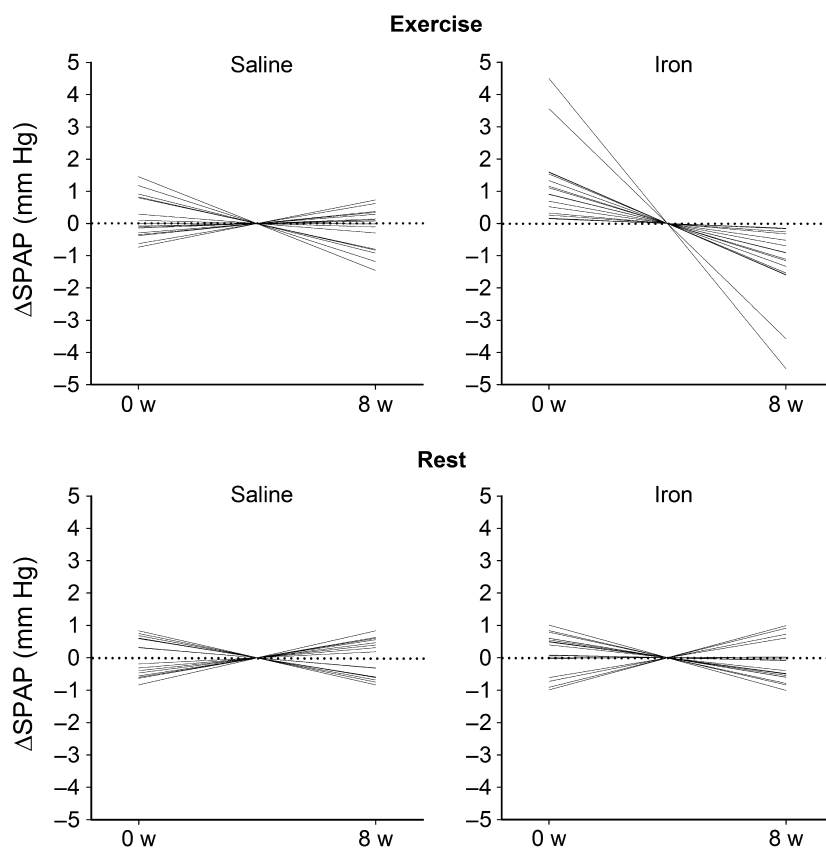 Exercise
Saline
Iron
ΔSPAP (mm Hg)
5
4
3
2
1
0
–1
–2
–3
–4
–5
0 w
8 w
5
4
3
2
1
0
–1
–2
–3
–4
–5
0 w
8 w
Rest
Saline
Iron
ΔSPAP (mm Hg)
5
4
3
2
1
0
–1
–2
–3
–4
–5
0 w
8 w
5
4
3
2
1
0
–1
–2
–3
–4
–5
0 w
8 w